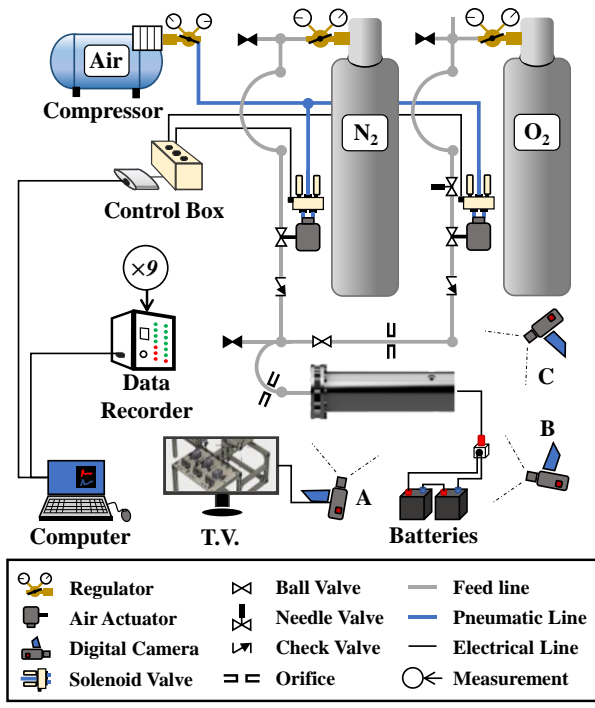 Air
Compressor
N2
O2
Control Box
×9
Data
Recorder
C
B
A
Computer
T.V.
Batteries
Regulator
Ball Valve
Feed line
Air Actuator
Needle Valve
Pneumatic Line
Digital Camera
Check Valve
Electrical Line
Solenoid Valve
Orifice
Measurement